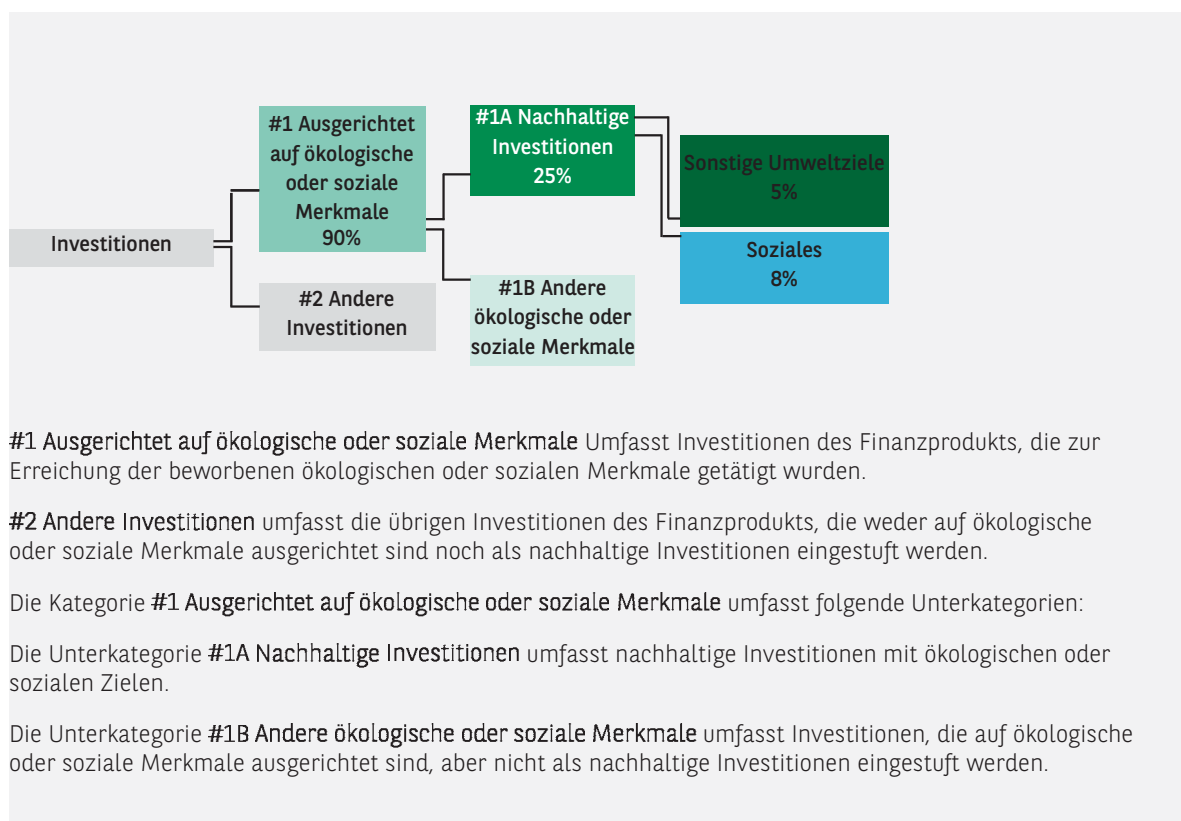 #1 Ausgerichtet
auf ökologische
oder soziale
Merkmale
90%
#1A Nachhaltige
Investitionen
25%
Sonstige Umweltziele
5%
Investitionen
Soziales
8%
#2 Andere
Investitionen
#1B Andere
ökologische oder
soziale Merkmale
#1 Ausgerichtet auf ökologische oder soziale Merkmale Umfasst Investitionen des Finanzprodukts, die zur
Erreichung der beworbenen ökologischen oder sozialen Merkmale getätigt wurden.
#2 Andere Investitionen umfasst die übrigen Investitionen des Finanzprodukts, die weder auf ökologische
oder soziale Merkmale ausgerichtet sind noch als nachhaltige Investitionen eingestuft werden.
Die Kategorie #1 Ausgerichtet auf ökologische oder soziale Merkmale umfasst folgende Unterkategorien:
Die Unterkategorie #1A Nachhaltige Investitionen umfasst nachhaltige Investitionen mit ökologischen oder
sozialen Zielen.
Die Unterkategorie #1B Andere ökologische oder soziale Merkmale umfasst Investitionen, die auf ökologische
oder soziale Merkmale ausgerichtet sind, aber nicht als nachhaltige Investitionen eingestuft werden.